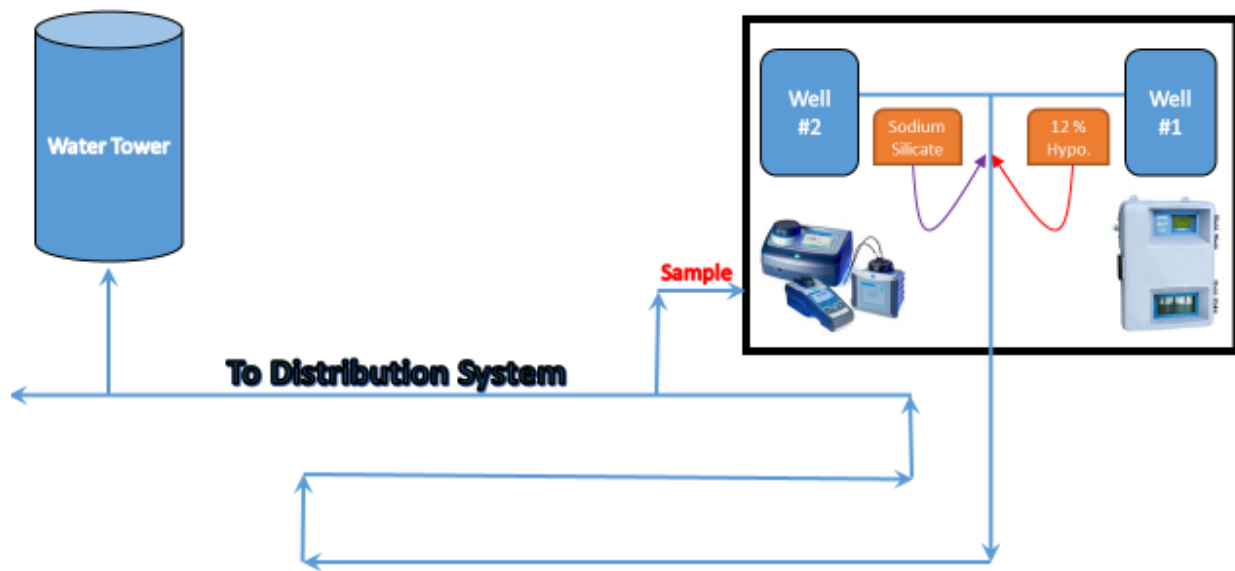 Water Tower
Well
#2
Sodium
Silicate
12 %
Hypo.
Well
#1
Sample
To Distribution System